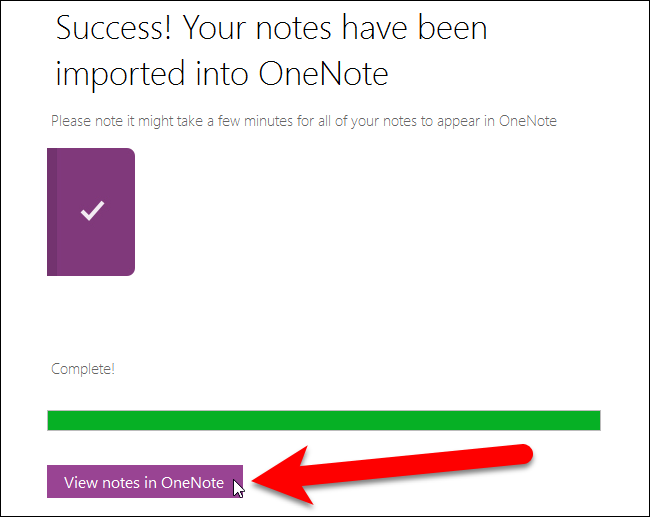 Success! Your notes have been
imported into OneNote
Please note it might take a few minutes for all of your notes to appear in OneNote
Complete!
View notes in OneNote